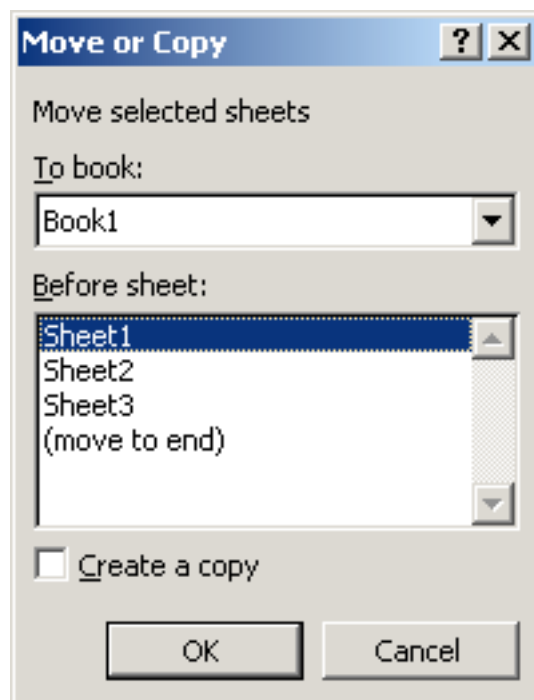 Move or Copy
Move selected sheets
To book:
Book1
Before sheet:
Sheet1
Sheet2
Sheet3
(move to end)
Create a copy
OK Cancel